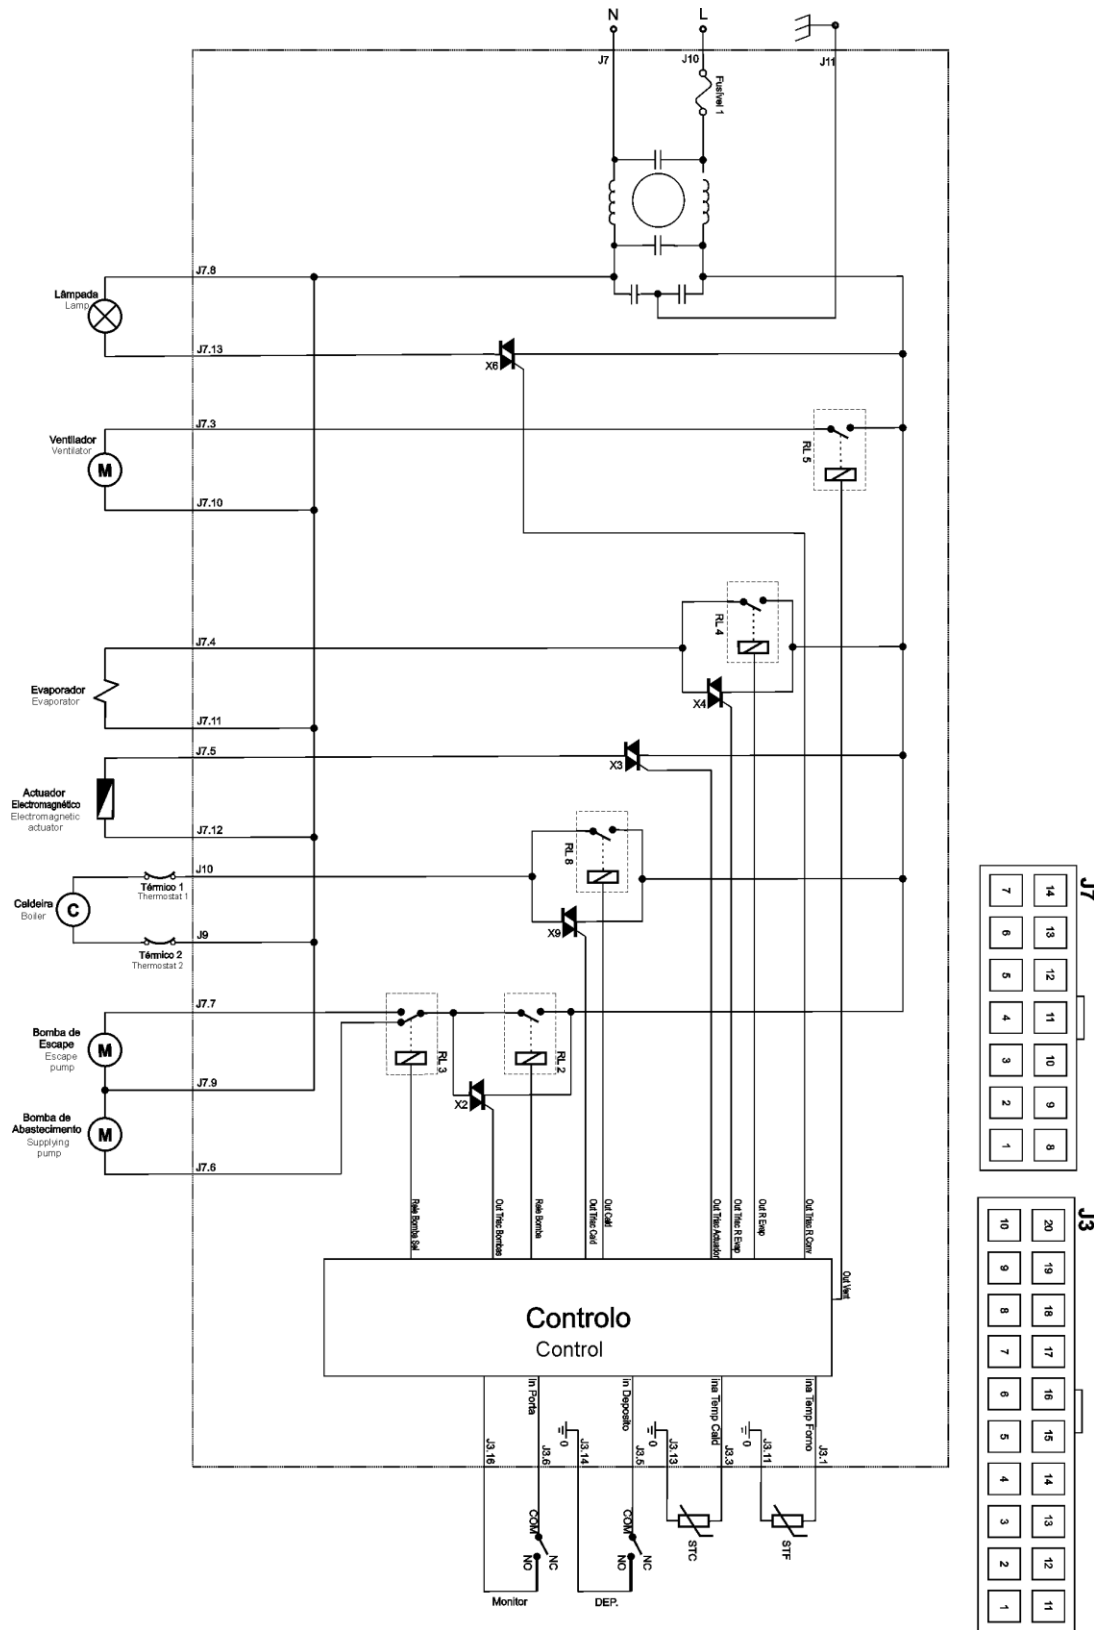 N
L
J7
J10
J11
Fusível 1
J7.8
Lâmpada
Lamp
J7.13
X6
J7.3
Ventilador
Ventilator
M
RL 5
J7.10
RL 4
J7.4
Evaporador
Evaporator
X4
J7.11
J7.5
X3
Actuador
Electromagnético
Electromagnetic
actuator
J7.12
RL 8
J10
Térmico 1
Thermostat 1
Caldeira
Boiler
C
X9
J9
Térmico 2
Thermostat 2
J7.7
Bomba de
Escape
Escape
pump
M
RL 3
RL 2
X2
J7.9
Bomba de
Abastecimento
Supplying
pump
M
J7.6
Rele Bomba Sel
Out Triac Bombas
Rele Bomba
Out Triac Cald
Out Cald
Out Triac Actuador
Out Triac R Evap
Out R Evap
Out Triac R Conv
Out Vent
Controlo
Control
in Porta
in Deposito
ina Temp Cald
ina Temp Forno
J3.16
J3.6
0
J3.14
J3.5
0
J3.13
J3.3
0
J3.11
J3.1
COM
NO
NC
COM
NO
NC
STC
STF
Monitor
DEP.
J7
7 14
6 13
5 12
4 11
3 10
2 9
1 8
J3
10 20
9 19
8 18
7 17
6 16
5 15
4 14
3 13
2 12
1 11